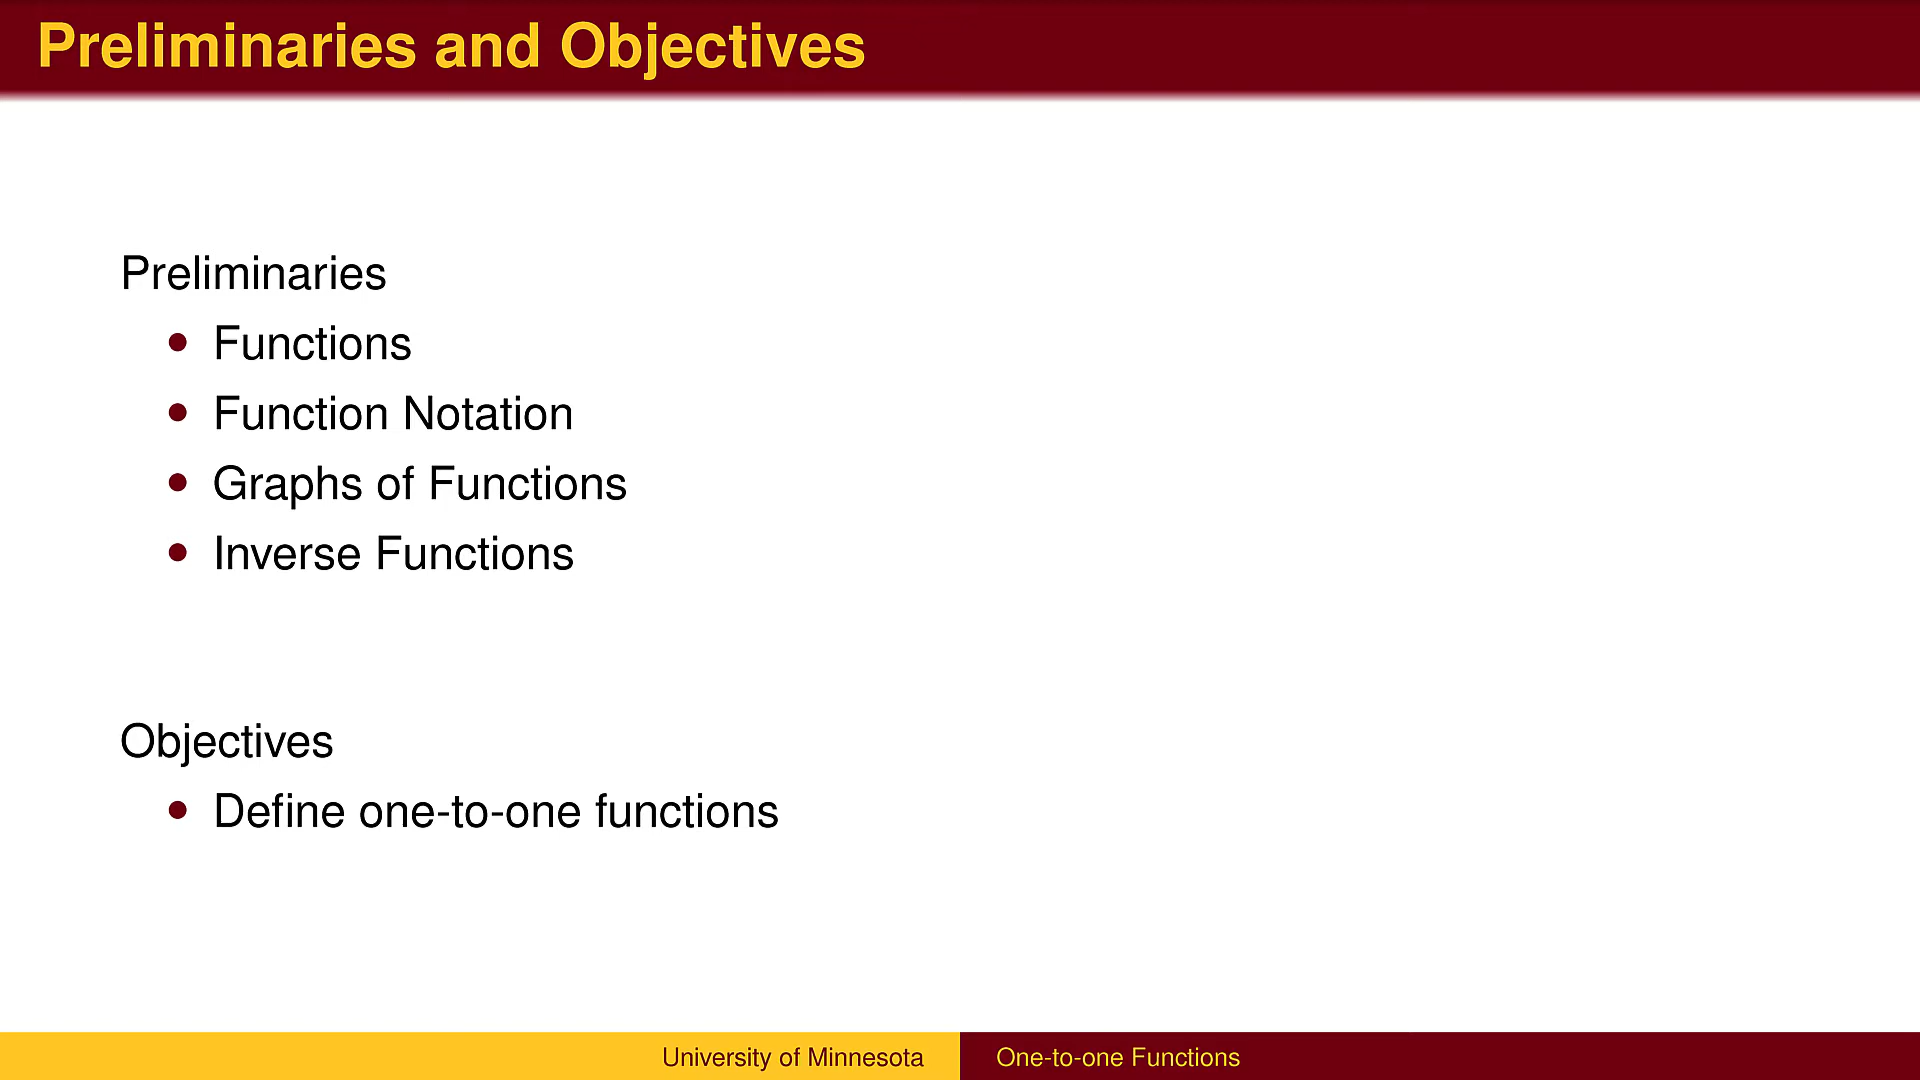 Preliminaries and Objectives
Preliminaries
• Functions
• Function Notation
• Graphs of Functions
• Inverse Functions
Objectives
• Define one-to-one functions
University of Minnesota
One-to-one Functions